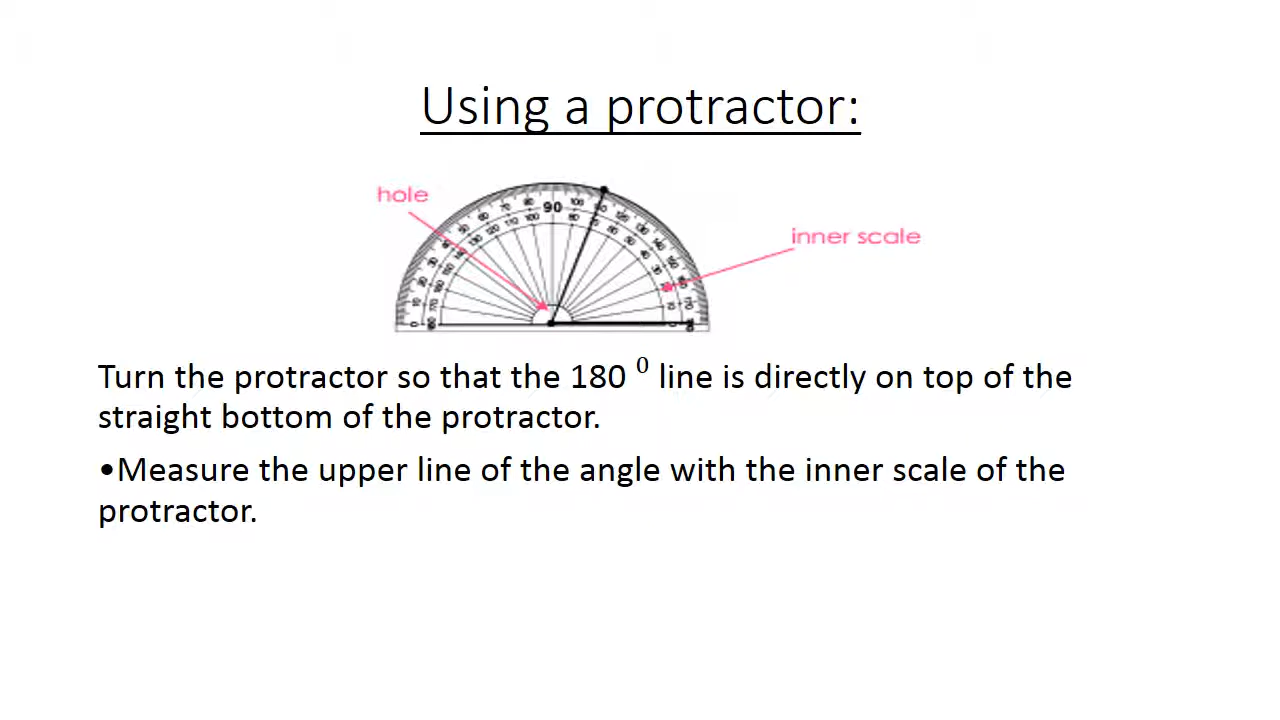 Using a protractor:
hole
90
inner scale
Turn the protractor so that the 180 ⁰ line is directly on top of the
straight bottom of the protractor.
•Measure the upper line of the angle with the inner scale of the
protractor.